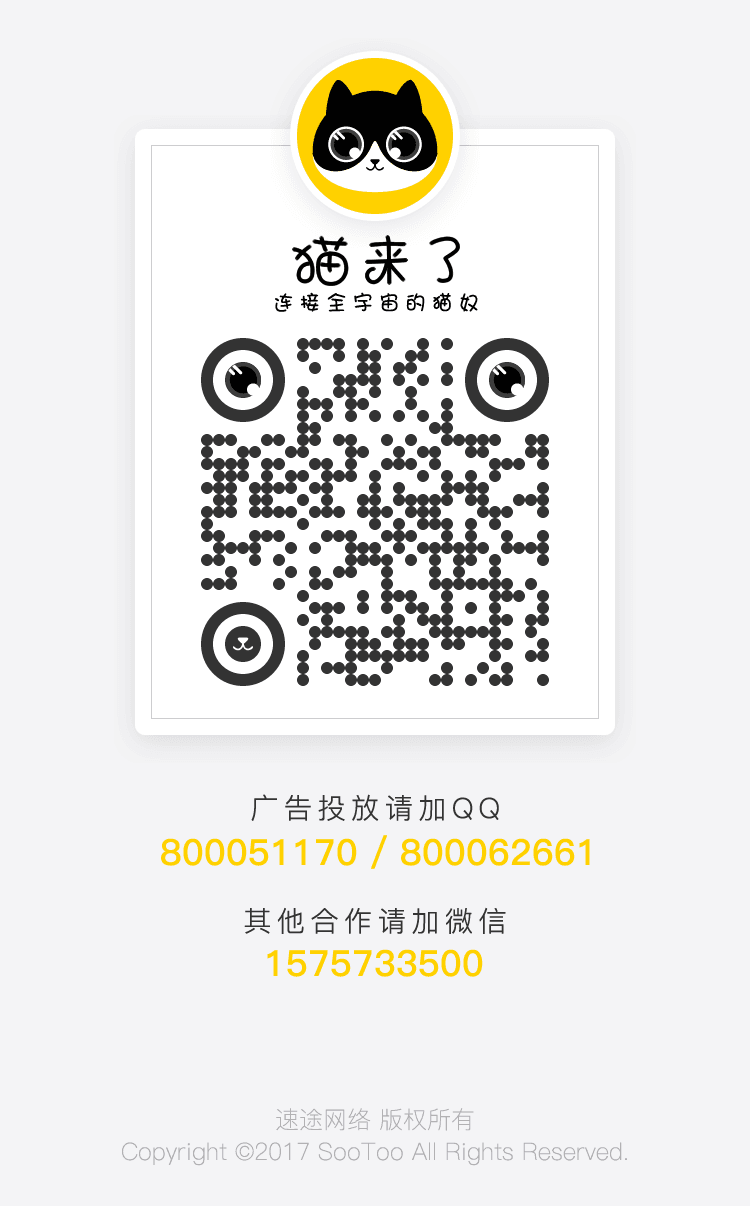 猫来了
连接全宇宙的猫奴
广告投放请加QQ
800051170 / 800062661
其他合作请加微信
1575733500
速途网络 版权所有
Copyright ©2017 SooToo All Rights Reserved.